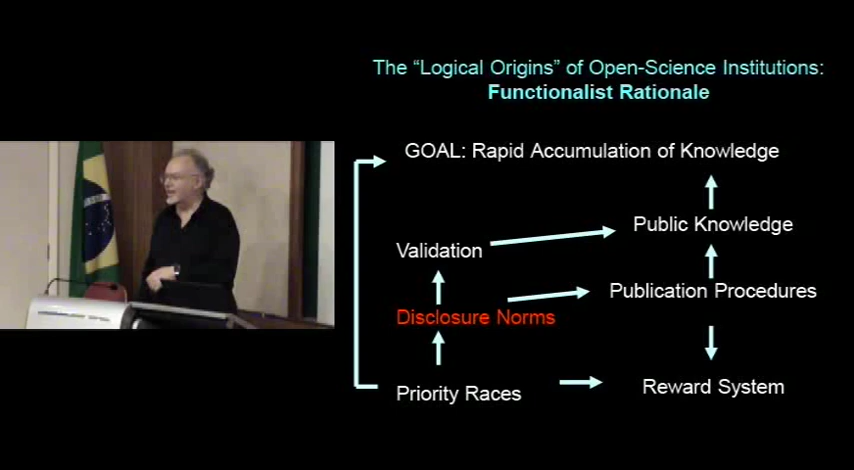 The “Logical Origins” of Open-Science Institutions:
Functionalist Rationale
GOAL: Rapid Accumulation of Knowledge
Public Knowledge
Validation
Publication Procedures
Disclosure Norms
Reward System
Priority Races